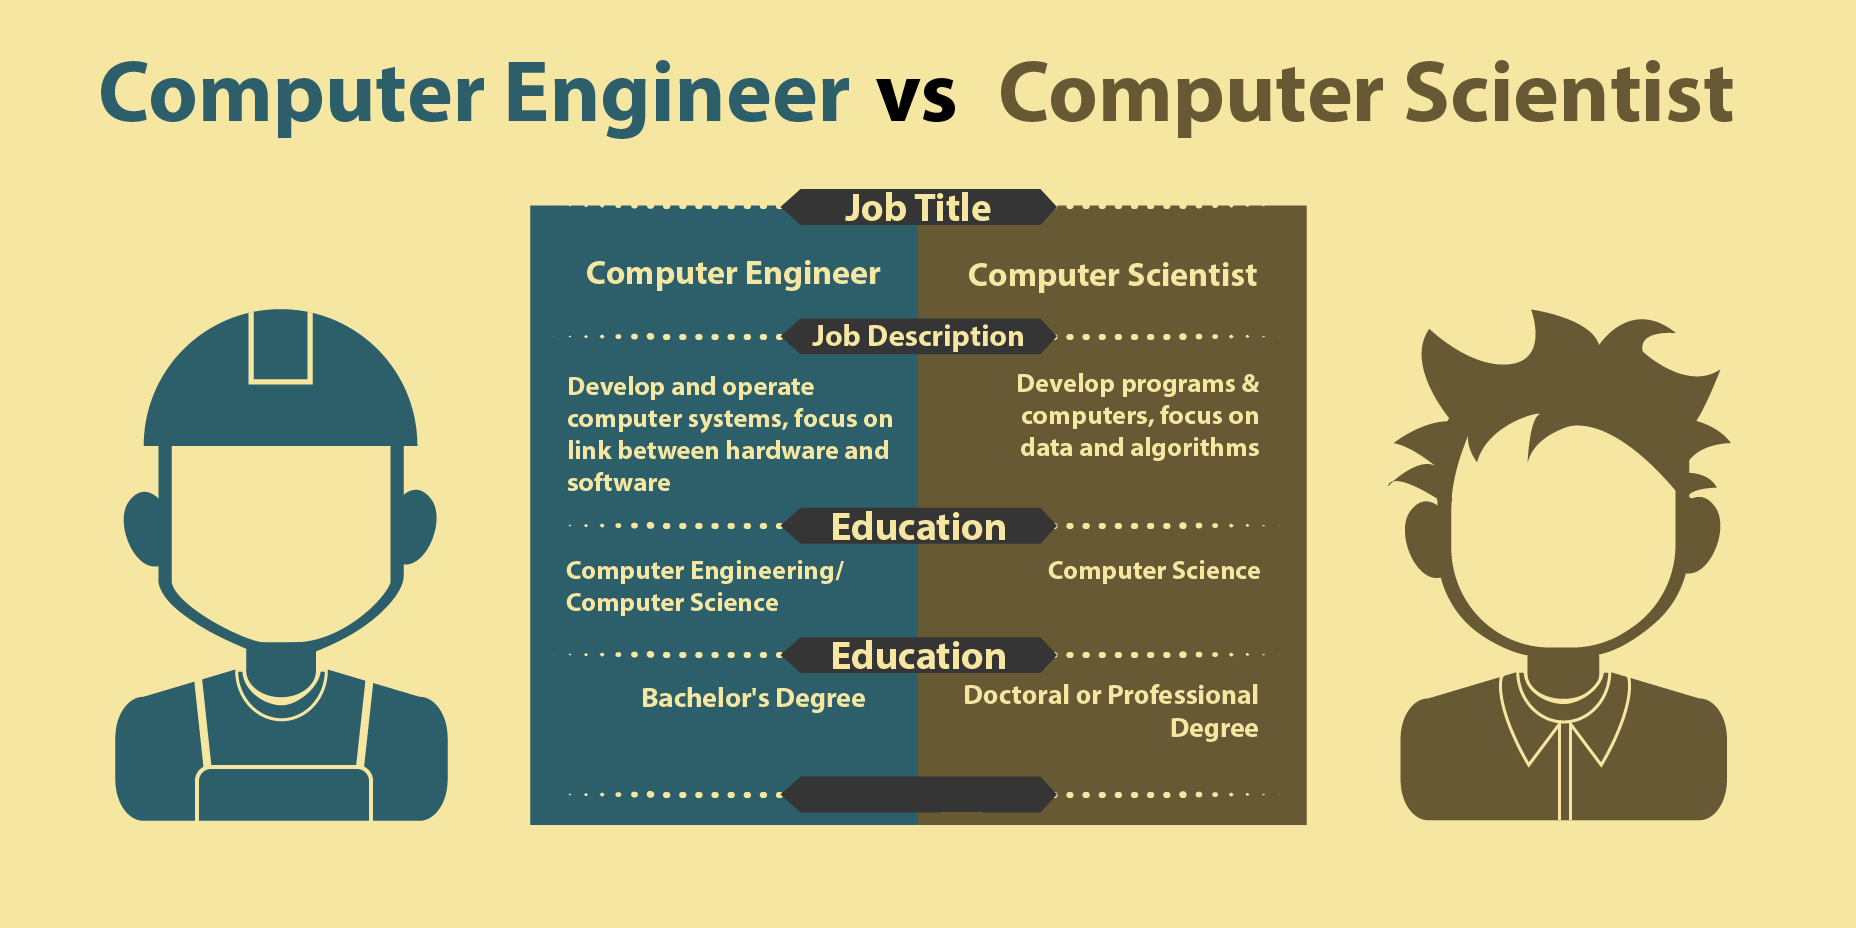 Computer Engineer vs Computer Scientist
Job Title
Computer Engineer
Computer Scientist
Job Description
Develop and operate
computer systems, focus on
link between hardware and
software
Develop programs &
computers, focus on
data and algorithms
Education
Computer Engineering/
Computer Science
Computer Science
Education
Bachelor's Degree
Doctoral or Professional
Degree